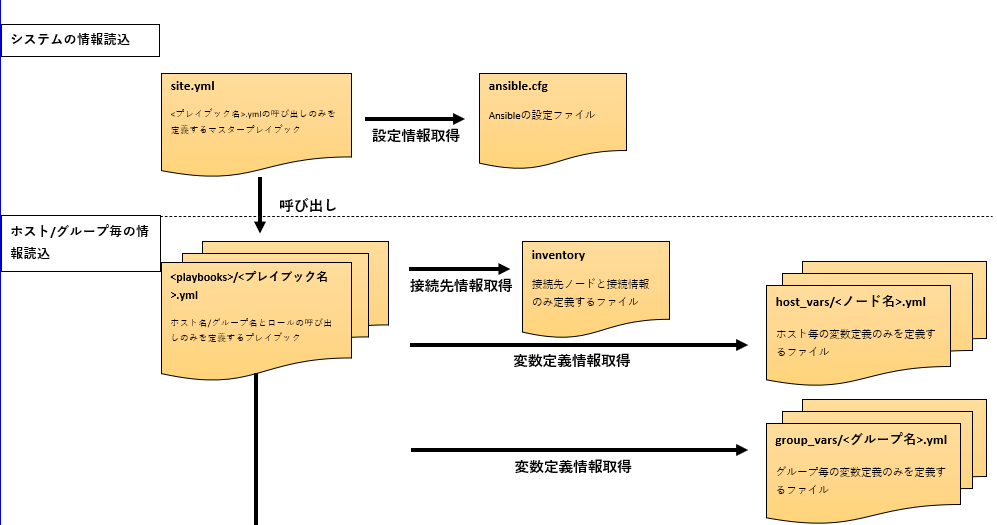 システムの情報読込
site.yml
<プレイブック名>.ymlの呼び出しのみを
定義するマスタープレイブック
設定情報取得
ansible.cfg
Ansibleの設定ファイル
呼び出し
ホスト/グループ毎の情
報読込
<playbooks>/<プレイブック名
>.yml
ホスト名/グループ名とロールの呼び出
しのみを定義するプレイブック
接続先情報取得
inventory
接続先ノードと接続情報
のみ定義するファイル
変数定義情報取得
host_vars/<ノード名>.yml
ホスト毎の変数定義のみを定義す
るファイル
変数定義情報取得
group_vars/<グループ名>.yml
グループ毎の変数定義のみを定義す
るファイル